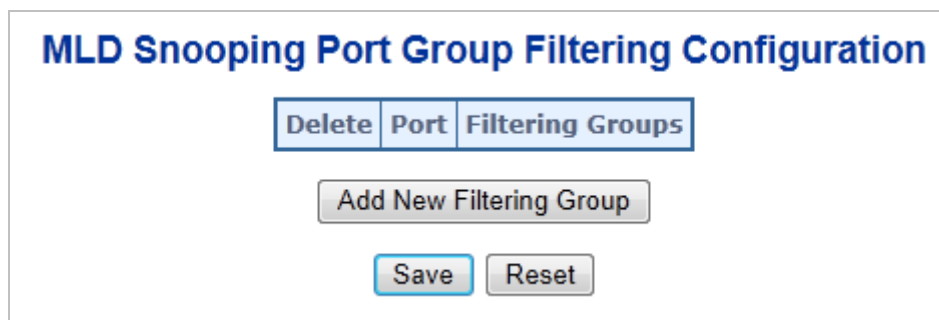 MLD Snooping Port Group Filtering Configuration
Delete Port Filtering Groups
Add New Filtering Group
Save Reset